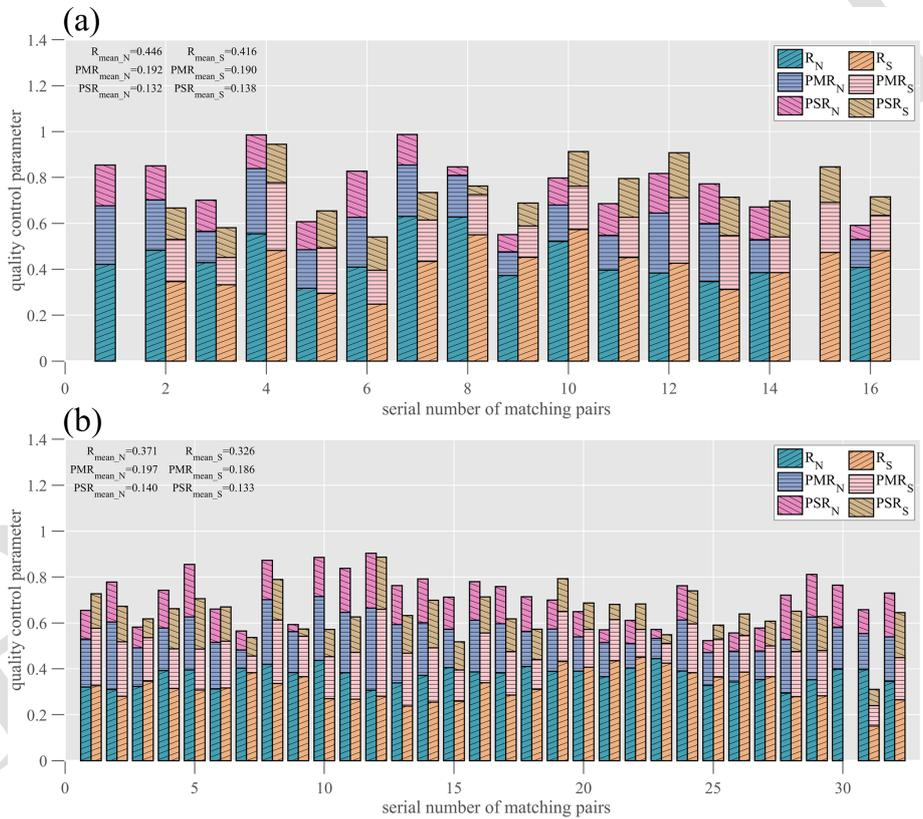 (a)
1.4
1.2
1
0.8
0.6
0.4
0.2
0
quality control parameter
R_mean_N=0.446 R_mean_S=0.416
PMR_mean_N=0.192 PMR_mean_S=0.190
PSR_mean_N=0.132 PSR_mean_S=0.138
R_N R_S
PMR_N PMR_S
PSR_N PSR_S
0 2 4 6 8 10 12 14 16
serial number of matching pairs
(b)
1.4
1.2
1
0.8
0.6
0.4
0.2
0
quality control parameter
R_mean_N=0.371 R_mean_S=0.326
PMR_mean_N=0.197 PMR_mean_S=0.186
PSR_mean_N=0.140 PSR_mean_S=0.133
R_N R_S
PMR_N PMR_S
PSR_N PSR_S
0 5 10 15 20 25 30
serial number of matching pairs